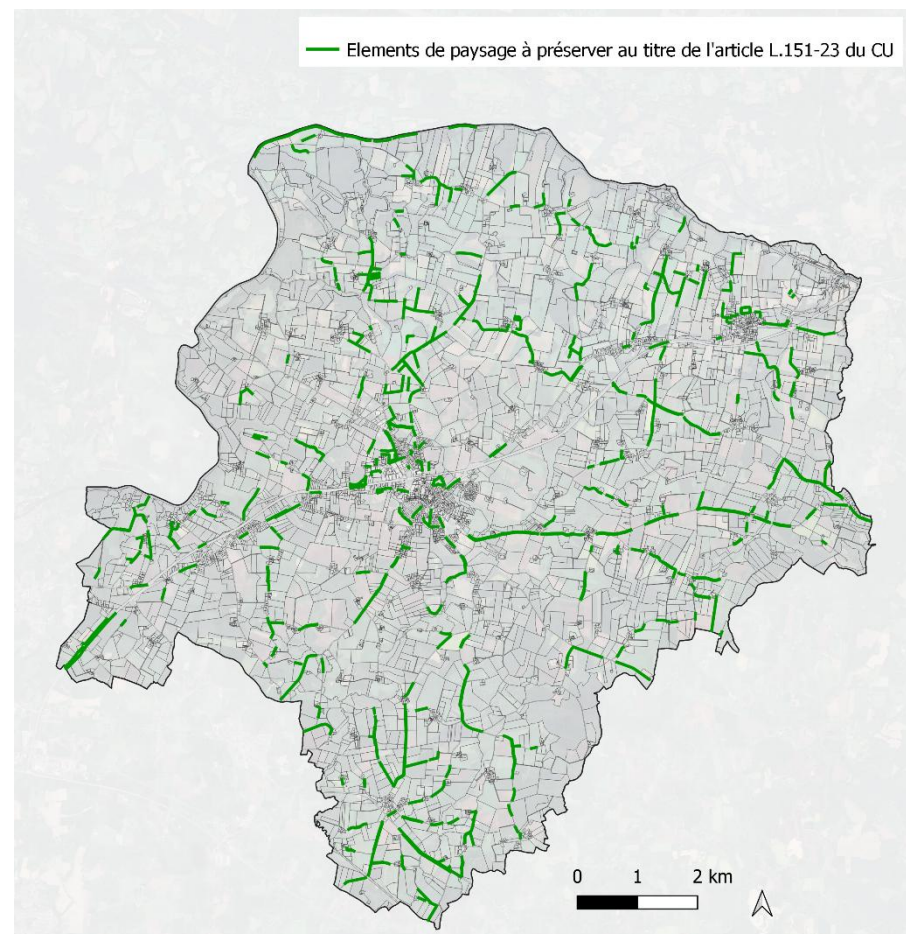 Elements de paysage à préserver au titre de l'article L.151-23 du CU
0 1 2 km